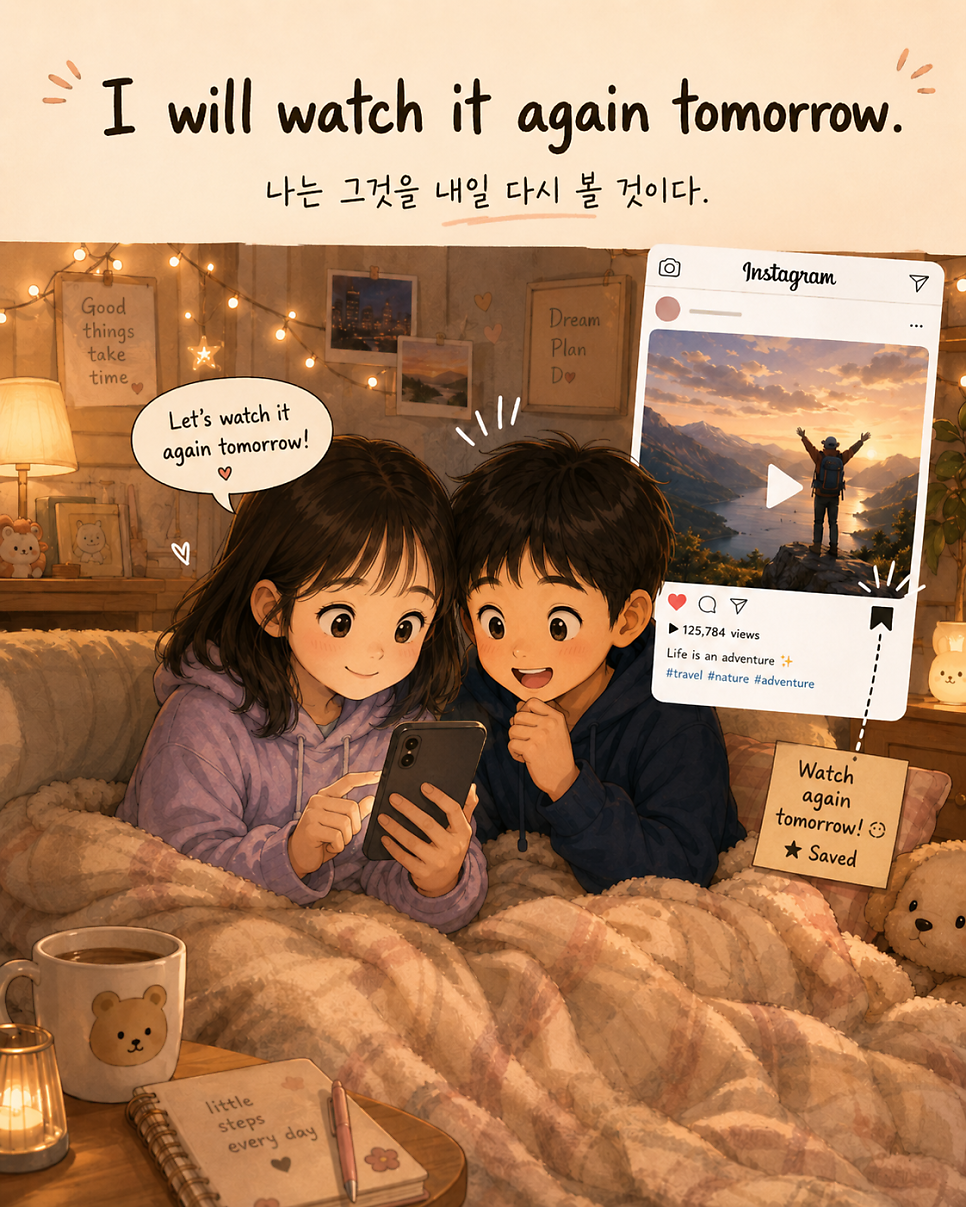 I will watch it again tomorrow.
나는 그것을 내일 다시 볼 것이다.
Good
things
take
time
Dream
Plan
D♥
Let's watch it
again tomorrow!
Instagram
125,784 views
Life is an adventure ✨
#travel #nature #adventure
Watch
again
tomorrow! ☺
★ Saved
little
steps
every day